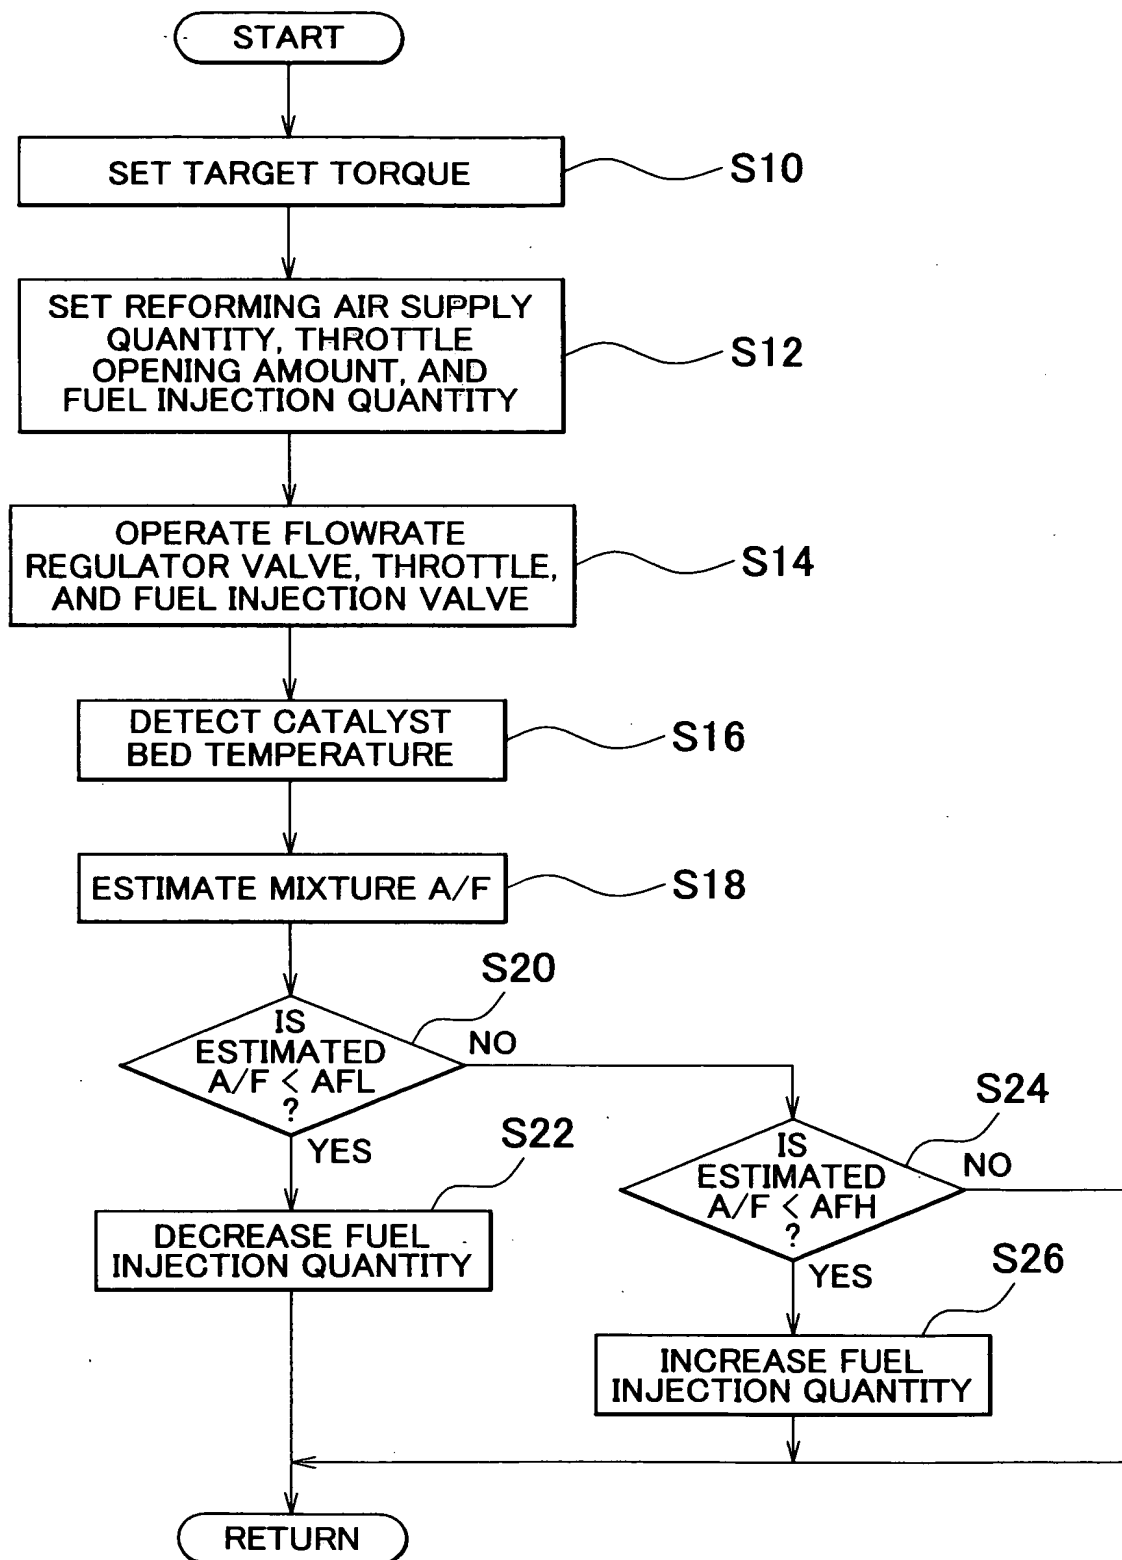 START
SET TARGET TORQUE
S10
SET REFORMING AIR SUPPLY
QUANTITY, THROTTLE
OPENING AMOUNT, AND
FUEL INJECTION QUANTITY
S12
OPERATE FLOWRATE
REGULATOR VALVE, THROTTLE,
AND FUEL INJECTION VALVE
S14
DETECT CATALYST
BED TEMPERATURE
S16
ESTIMATE MIXTURE A/F
S18
S20
IS
ESTIMATED
A/F < AFL
?
NO
YES
S22
DECREASE FUEL
INJECTION QUANTITY
S24
IS
ESTIMATED
A/F < AFH
?
NO
YES
S26
INCREASE FUEL
INJECTION QUANTITY
RETURN